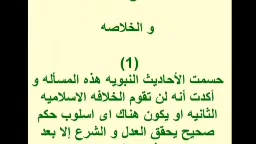 و الخلاصه
(1)
حسمت الأحاديث النبويه هذه المسأله و
أكدت أنه لن تقوم الخلافه الاسلاميه
الثانيه او يكون هناك اى اسلوب حكم
صحيح يحقق العدل و الشرع إلا بعد